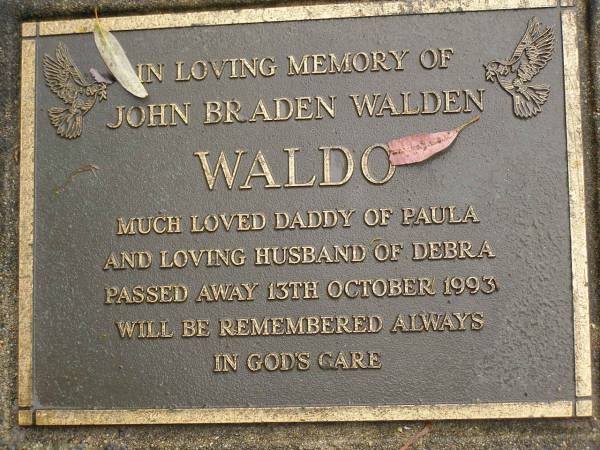 IN LOVING MEMORY OF
JOHN BRADEN WALDEN
WALDO
MUCH LOVED DADDY OF PAULA
AND LOVING HUSBAND OF DEBRA
PASSED AWAY 13TH OCTOBER 1993
WILL BE REMEMBERED ALWAYS
IN GOD'S CARE